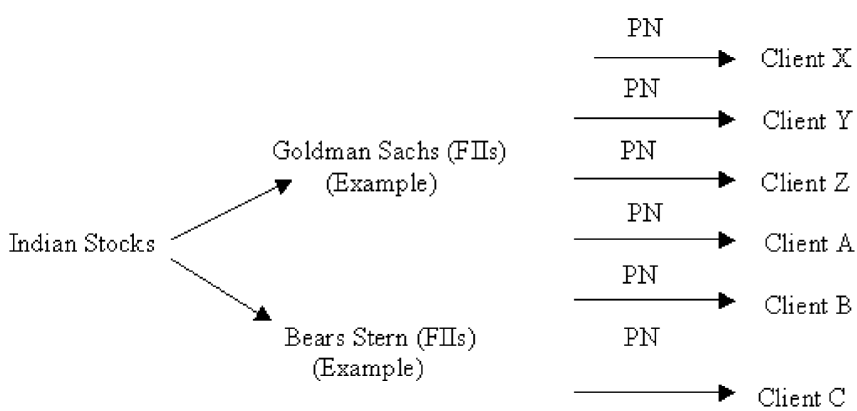 PN
Client X
PN
Client Y
Goldman Sachs (FIIs)
(Example)
PN
Client Z
PN
Indian Stocks
Client A
PN
Client B
Bears Stern (FIIs)
(Example)
PN
Client C